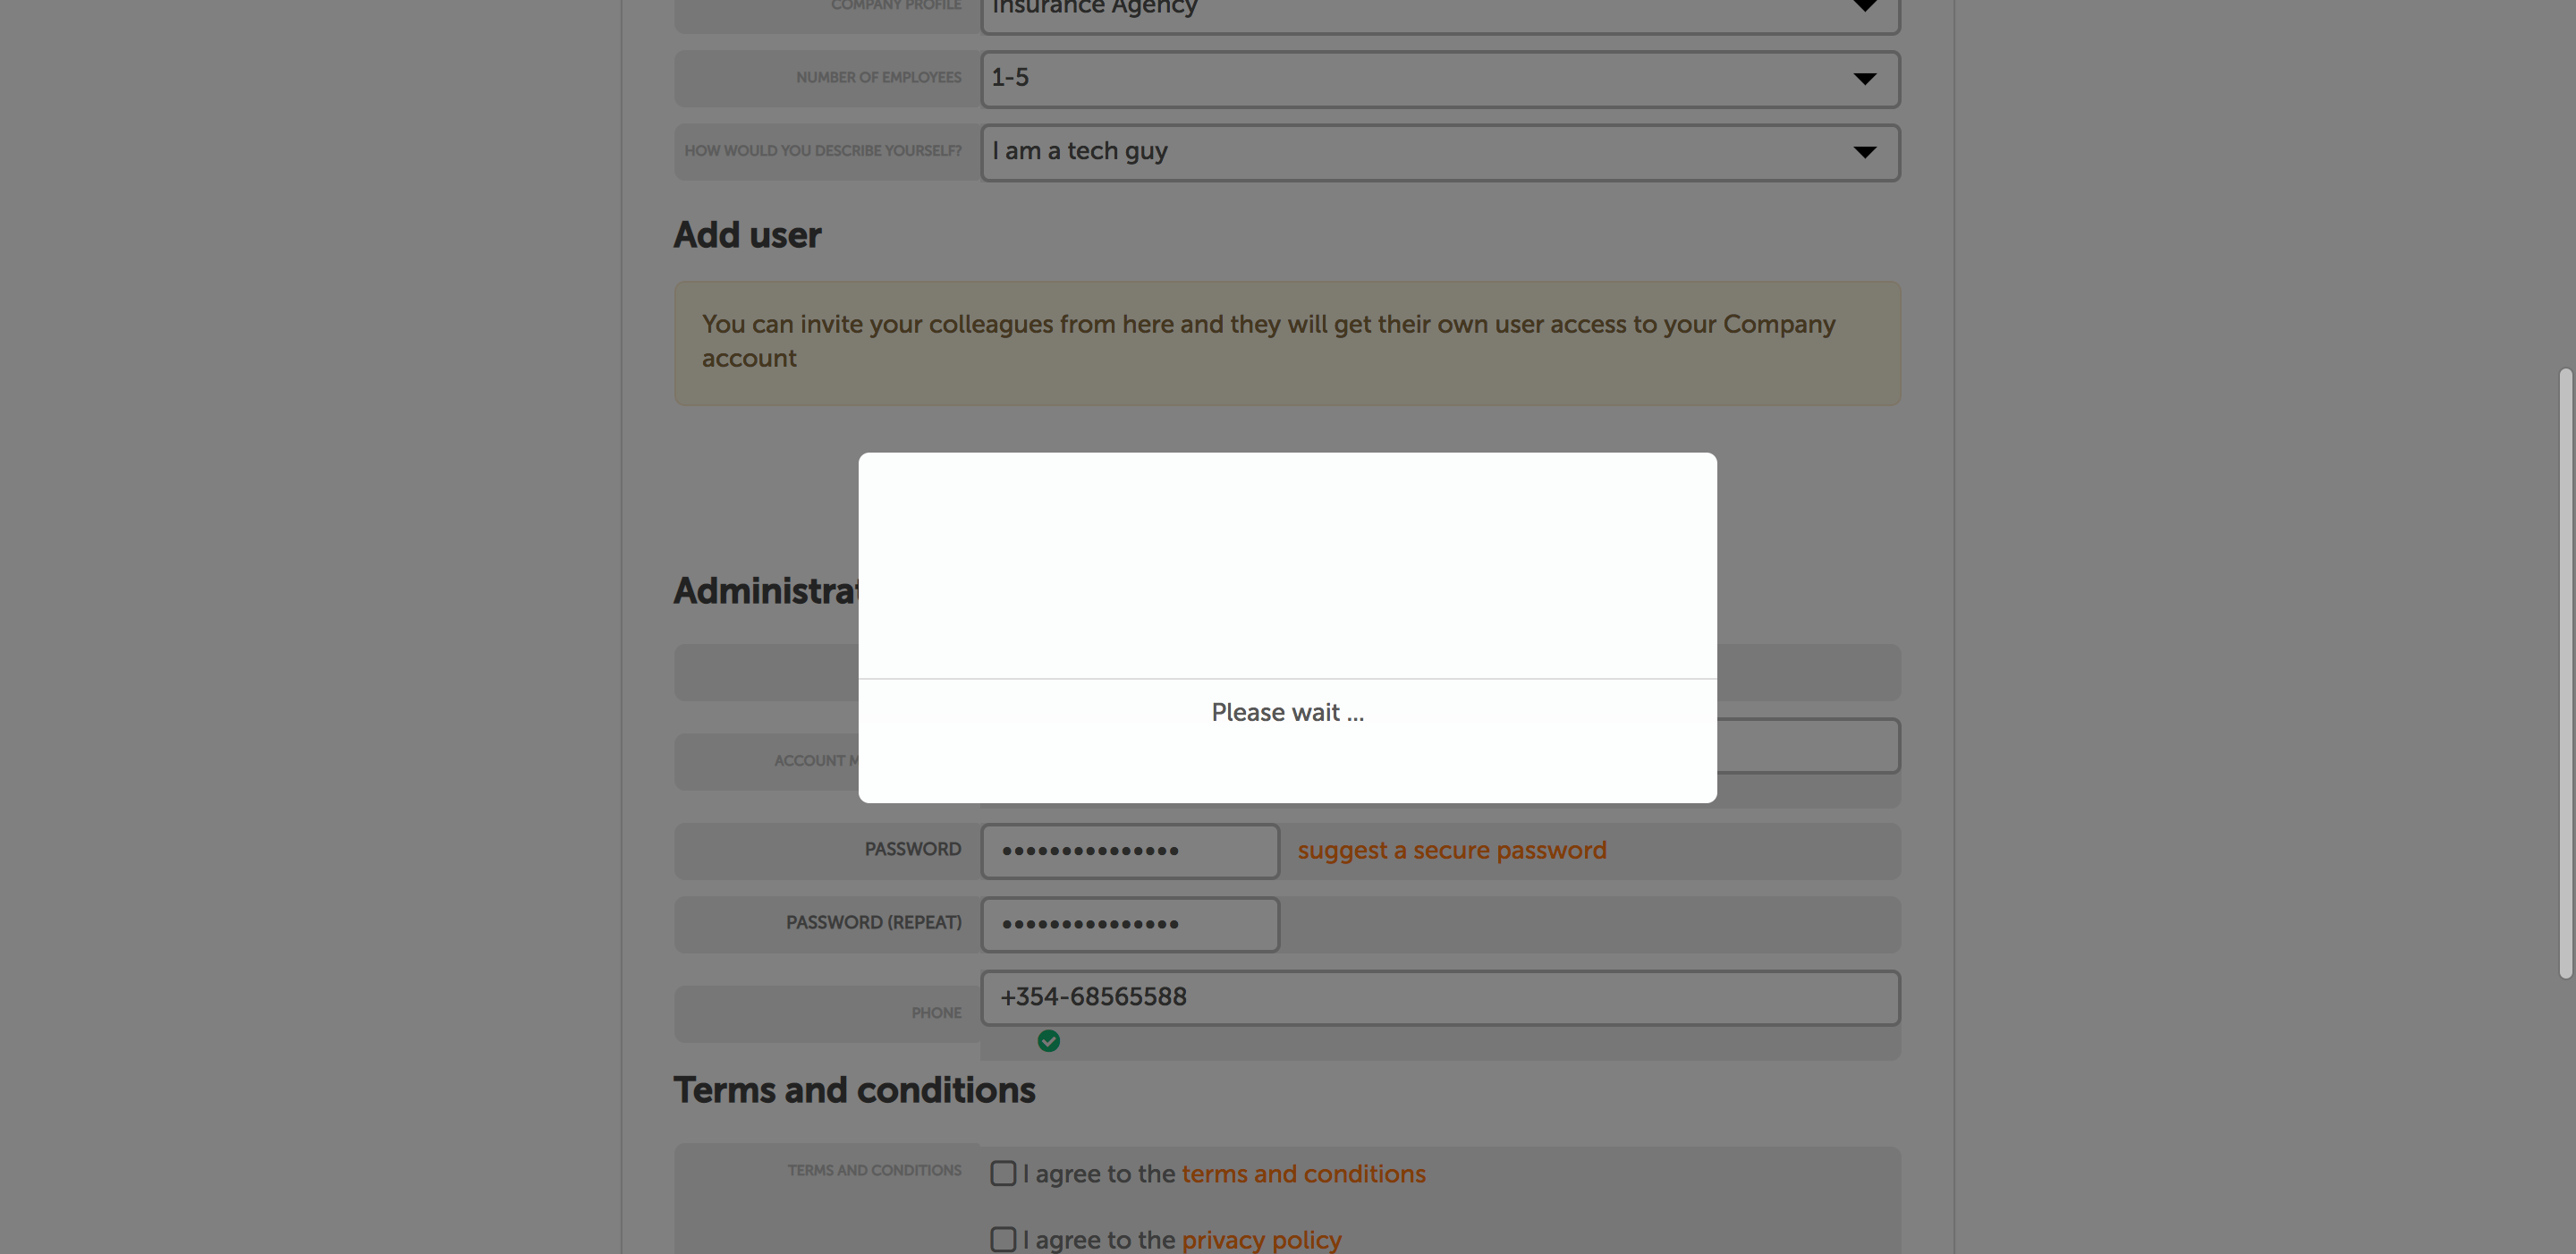 COMPANY PROFILE
Insurance Agency
NUMBER OF EMPLOYEES
1-5
HOW WOULD YOU DESCRIBE YOURSELF?
I am a tech guy
Add user
You can invite your colleagues from here and they will get their own user access to your Company
account
Please wait ...
ACCOUNT
PASSWORD
•••••••••••••••
suggest a secure password
PASSWORD (REPEAT)
•••••••••••••••
PHONE
+354-68565588
Terms and conditions
TERMS AND CONDITIONS
I agree to the terms and conditions
I agree to the privacy policy